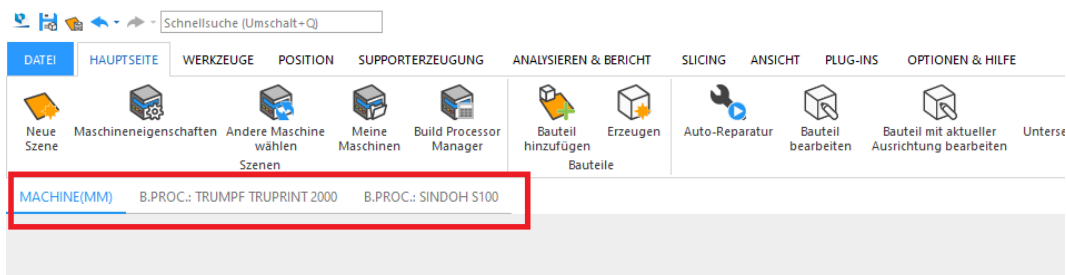 Schnellsuche (Umschalt+Q)
DATEI HAUPTSEITE WERKZEUGE POSITION SUPPORTERZEUGUNG ANALYSIEREN & BERICHT SLICING ANSICHT PLUG-INS OPTIONEN & HILFE
Neue Szene Maschineneigenschaften Andere Maschine wählen Meine Maschinen Build Processor Manager Bauteil hinzufügen Erzeugen Auto-Reparatur Bauteil bearbeiten Bauteil mit aktueller Ausrichtung bearbeiten Unterse
Szenen Bauteile
MACHINE(MM) B.PROC.: TRUMPF TRUPRINT 2000 B.PROC.: SINDOH S100